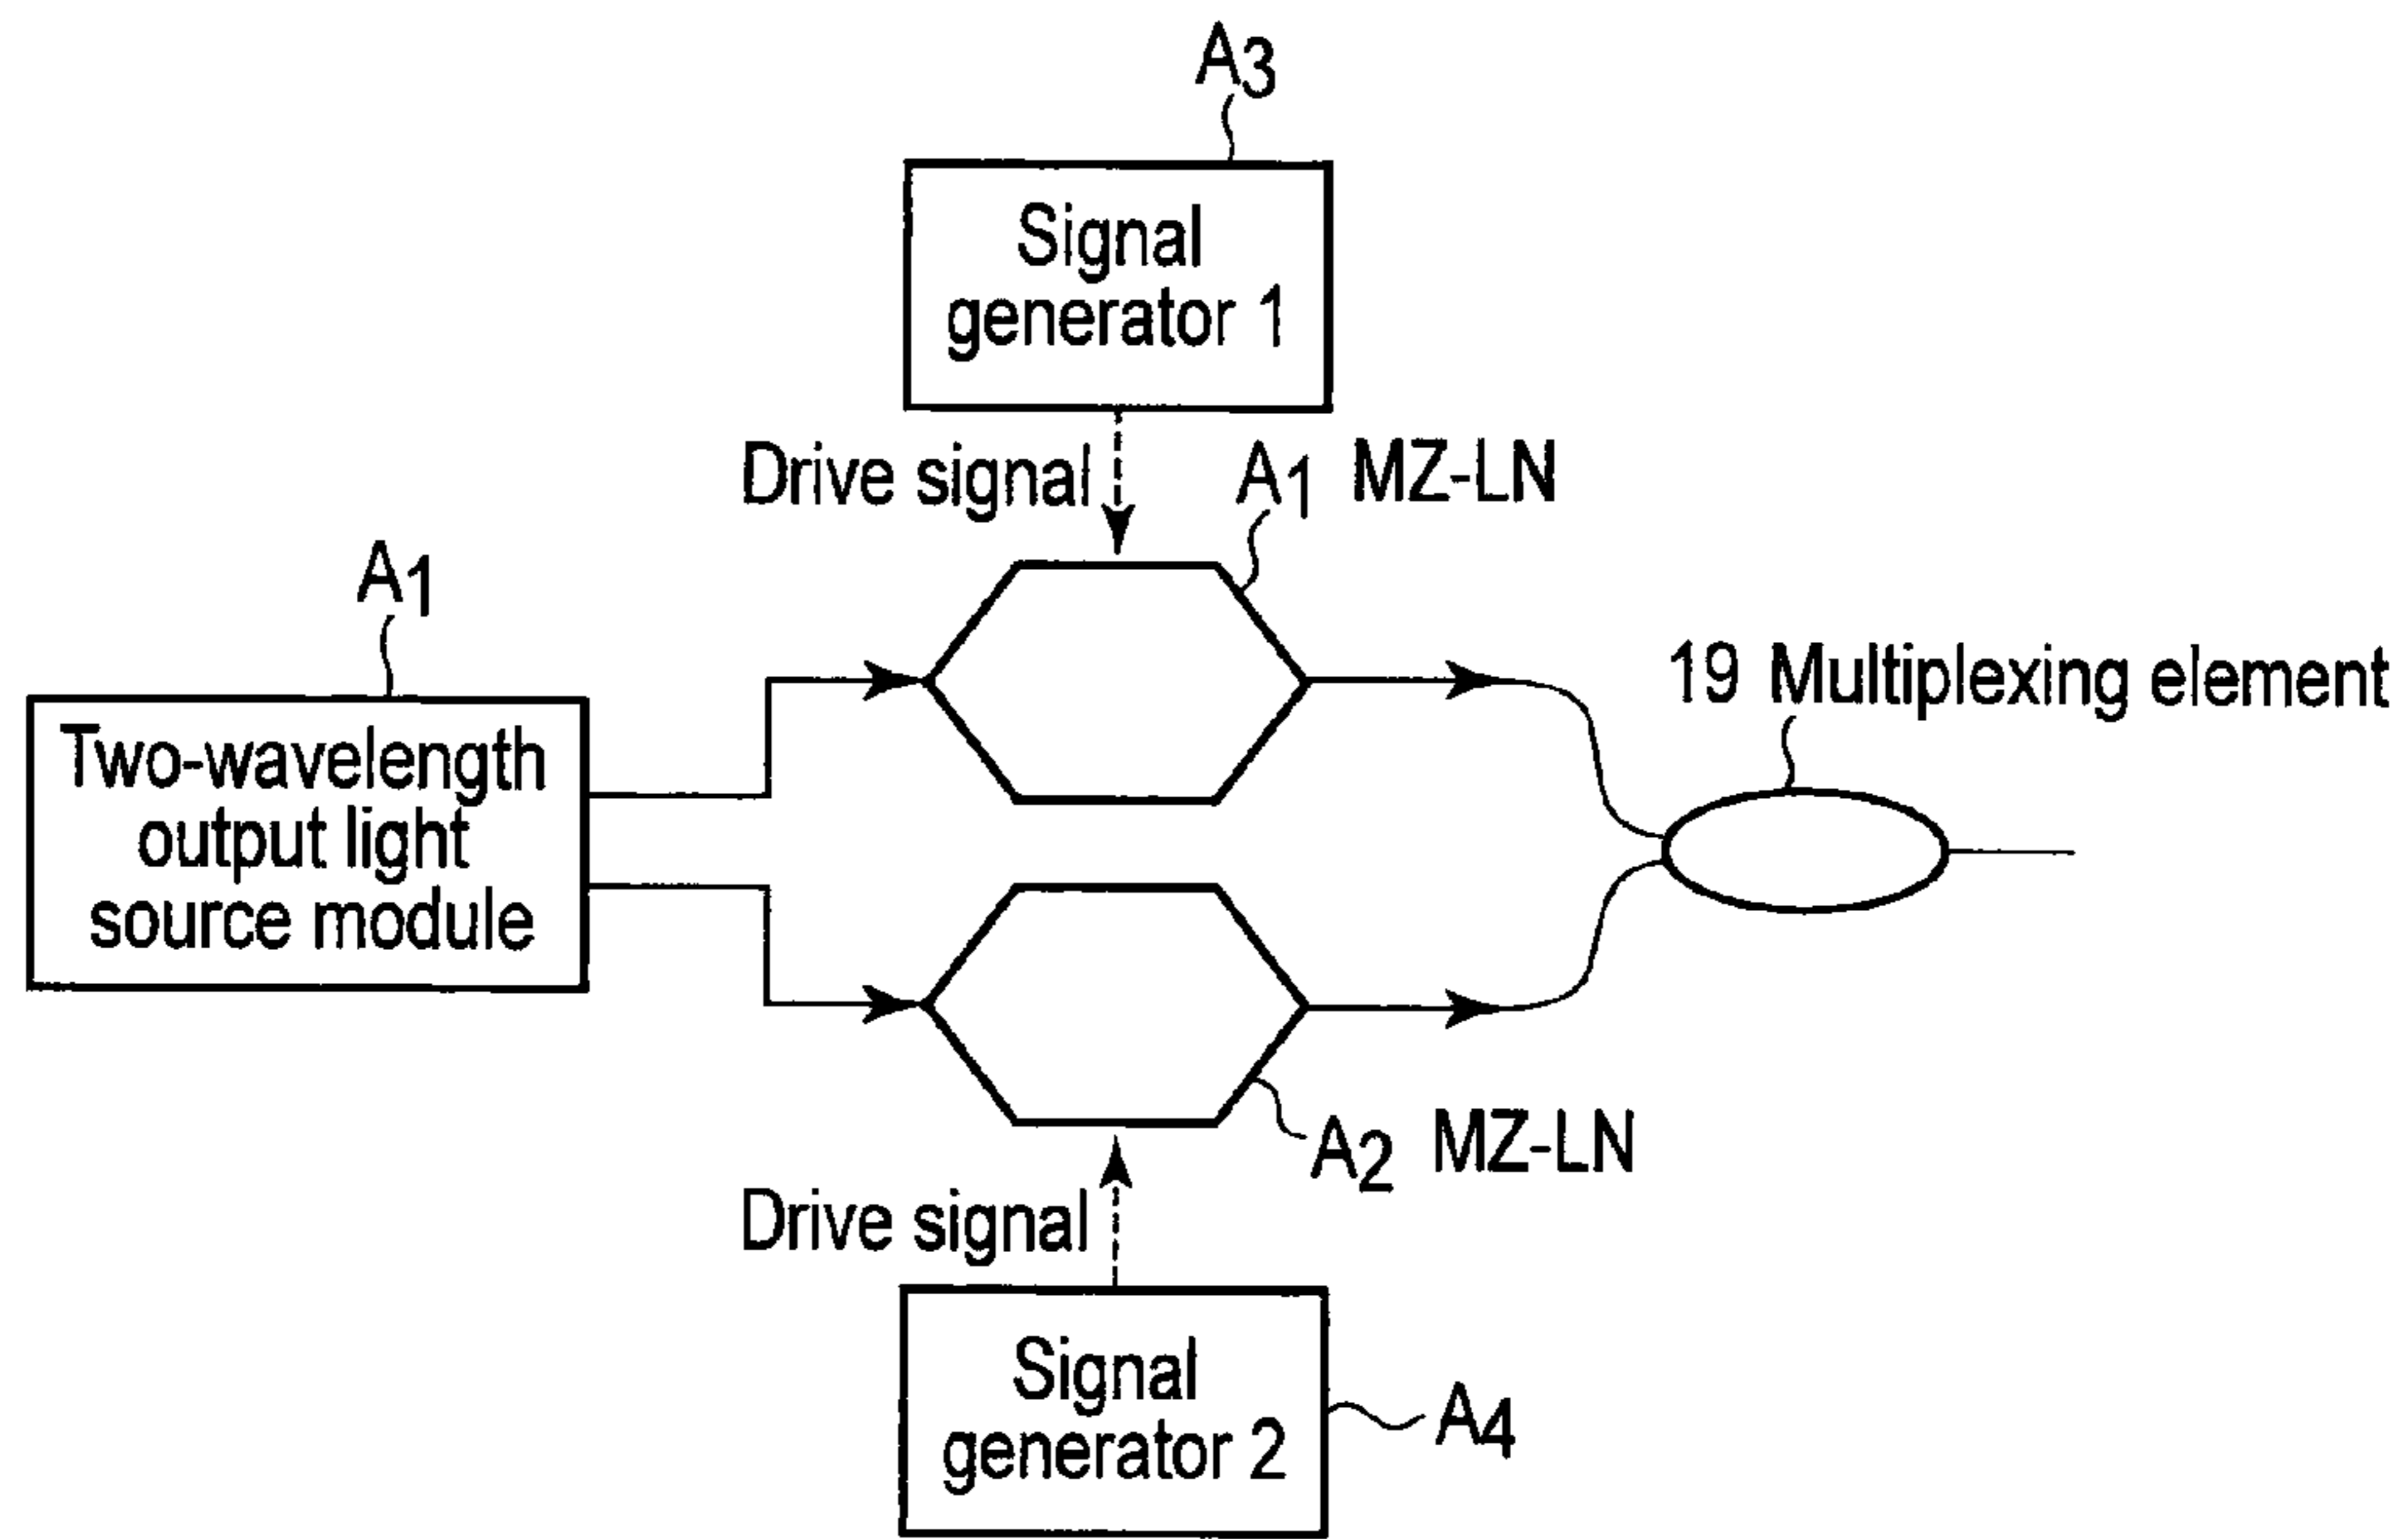 A3
Signal
generator 1
Drive signal
A1 MZ-LN
A1
Two-wavelength
output light
source module
19 Multiplexing element
A2 MZ-LN
Drive signal
Signal
generator 2
A4